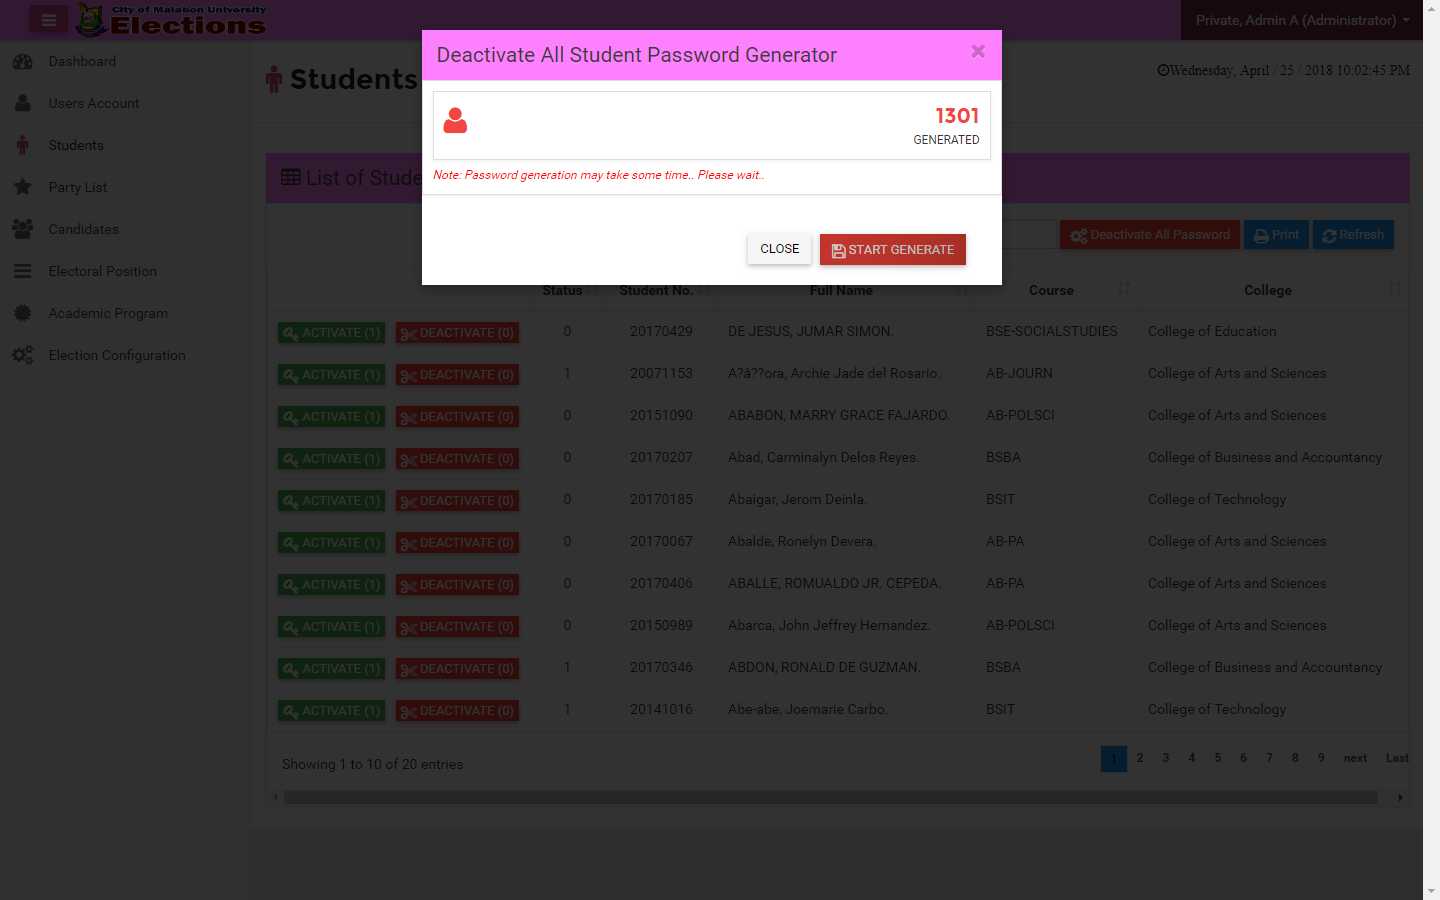 City of Malabon University
Elections
Private, Admin A (Administrator)
Deactivate All Student Password Generator
×
Dashboard
Users Account
Students
Party List
Candidates
Electoral Position
Academic Program
Election Configuration
Students
Wednesday, April / 25 / 2018 10:02:45 PM
1301
GENERATED
Note: Password generation may take some time.. Please wait..
CLOSE
START GENERATE
List of Stude
Deactivate All Password
Print
Refresh
Status Student No. Full Name Course College
ACTIVATE (1) DEACTIVATE (0) 0 20170429 DE JESUS, JUMAR SIMON. BSE-SOCIALSTUDIES College of Education
ACTIVATE (1) DEACTIVATE (0) 1 20071153 A?â??ora, Archie Jade del Rosario. AB-JOURN College of Arts and Sciences
ACTIVATE (1) DEACTIVATE (0) 0 20151090 ABABON, MARRY GRACE FAJARDO. AB-POLSCI College of Arts and Sciences
ACTIVATE (1) DEACTIVATE (0) 0 20170207 Abad, Carminalyn Delos Reyes. BSBA College of Business and Accountancy
ACTIVATE (1) DEACTIVATE (0) 0 20170185 Abaigar, Jerom Deinla. BSIT College of Technology
ACTIVATE (1) DEACTIVATE (0) 0 20170067 Abalde, Ronelyn Devera. AB-PA College of Arts and Sciences
ACTIVATE (1) DEACTIVATE (0) 0 20170406 ABALLE, ROMUALDO JR. CEPEDA. AB-PA College of Arts and Sciences
ACTIVATE (1) DEACTIVATE (0) 0 20150989 Abarca, John Jeffrey Hernandez. AB-POLSCI College of Arts and Sciences
ACTIVATE (1) DEACTIVATE (0) 1 20170346 ABDON, RONALD DE GUZMAN. BSBA College of Business and Accountancy
ACTIVATE (1) DEACTIVATE (0) 1 20141016 Abe-abe, Joemarie Carbo. BSIT College of Technology
Showing 1 to 10 of 20 entries
1 2 3 4 5 6 7 8 9 next Last